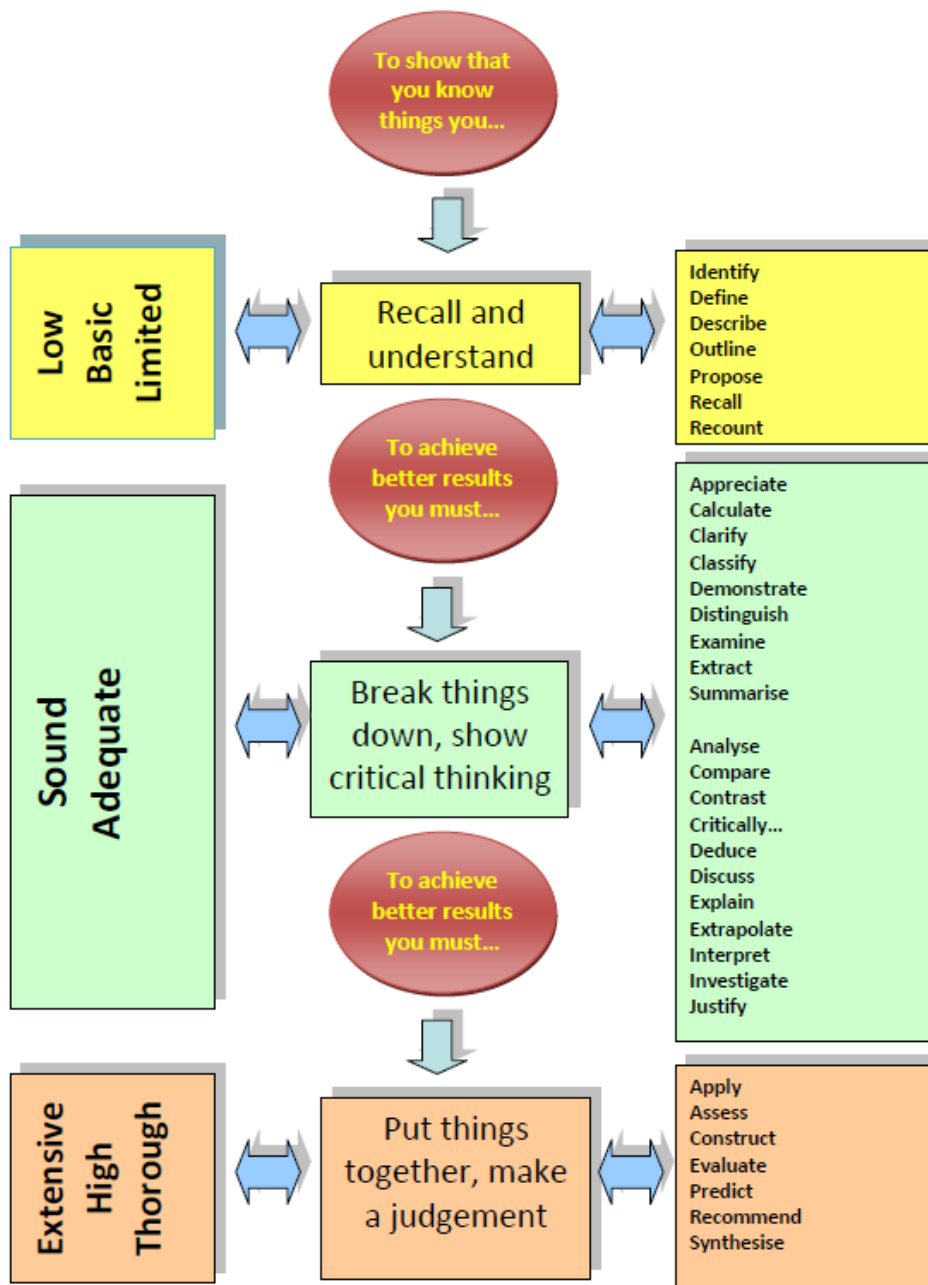 To show that
you know
things you...
Low
Basic
Limited
Recall and
understand
Identify
Define
Describe
Outline
Propose
Recall
Recount
To achieve
better results
you must...
Sound
Adequate
Break things
down, show
critical thinking
Appreciate
Calculate
Clarify
Classify
Demonstrate
Distinguish
Examine
Extract
Summarise
Analyse
Compare
Contrast
Critically...
Deduce
Discuss
Explain
Extrapolate
Interpret
Investigate
Justify
To achieve
better results
you must...
Extensive
High
Thorough
Put things
together, make
a judgement
Apply
Assess
Construct
Evaluate
Predict
Recommend
Synthesise